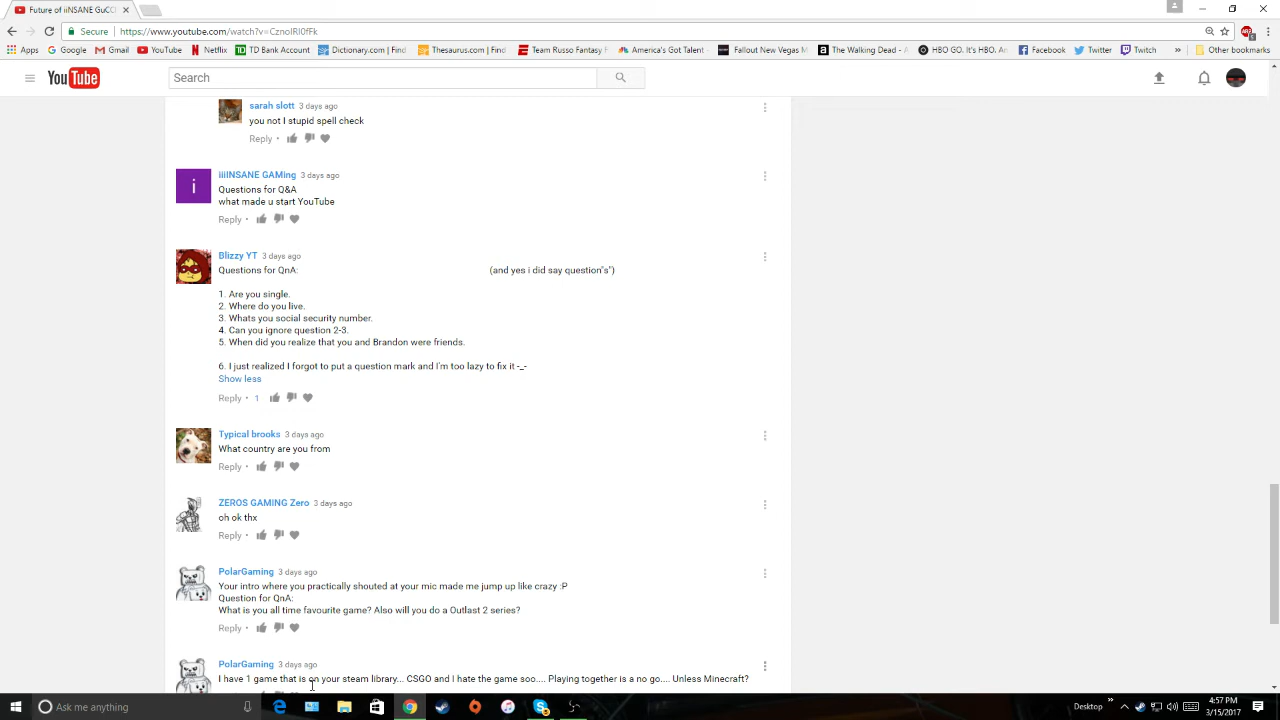 Future of iiNSANE GuCC
Secure
https://www.youtube.com/watch?v=CznoIRl0fFk
Apps
Google
Gmail
YouTube
Netflix
TD Bank Account
Dictionary.com | Find
Thesaurus.com | Find
Team Russo Fantasy F
America's Got Talent -
Fallout New Vegas M
The Walking Dead - A
HBO GO. It's HBO. An
Facebook
Twitter
Twitch
»
Other bookmarks
YouTube
Search
sarah slott 3 days ago
you not I stupid spell check
Reply •
i
iiiINSANE GAMing 3 days ago
Questions for Q&A
what made u start YouTube
Reply •
Blizzy YT 3 days ago
Questions for QnA: (and yes i did say question"s")
1. Are you single.
2. Where do you live.
3. Whats you social security number.
4. Can you ignore question 2-3.
5. When did you realize that you and Brandon were friends.
6. I just realized I forgot to put a question mark and I'm too lazy to fix it -_-
Show less
Reply • 1
Typical brooks 3 days ago
What country are you from
Reply •
ZEROS GAMING Zero 3 days ago
oh ok thx
Reply •
PolarGaming 3 days ago
Your intro where you practically shouted at your mic made me jump up like crazy :P
Question for QnA:
What is you all time favourite game? Also will you do a Outlast 2 series?
Reply •
PolarGaming 3 days ago
I have 1 game that is on your steam library... CSGO and I hate the game soo.... Playing together is a no go.... Unless Minecraft?
Ask me anything
Desktop
»
4:57 PM
3/15/2017